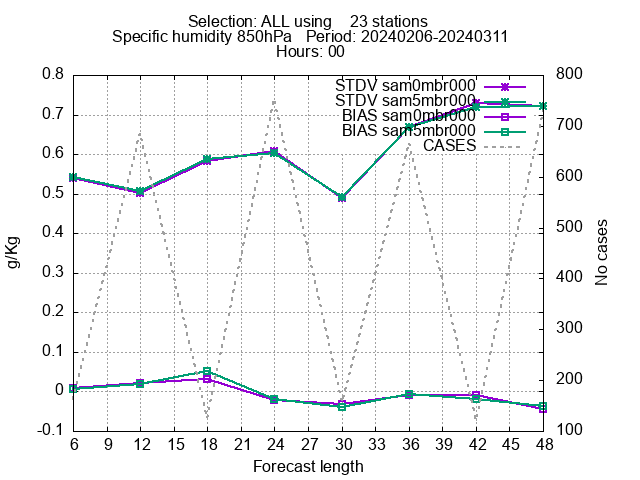 Selection: ALL using    23 stations
Specific humidity 850hPa   Period: 20240206-20240311
Hours: 00
0.8
0.7
0.6
0.5
0.4
0.3
0.2
0.1
0
-0.1
g/Kg
STDV sam0mbr000
STDV sam5mbr000
BIAS sam0mbr000
BIAS sam5mbr000
CASES
800
700
600
500
400
300
200
100
No cases
6 9 12 15 18 21 24 27 30 33 36 39 42 45 48
Forecast length